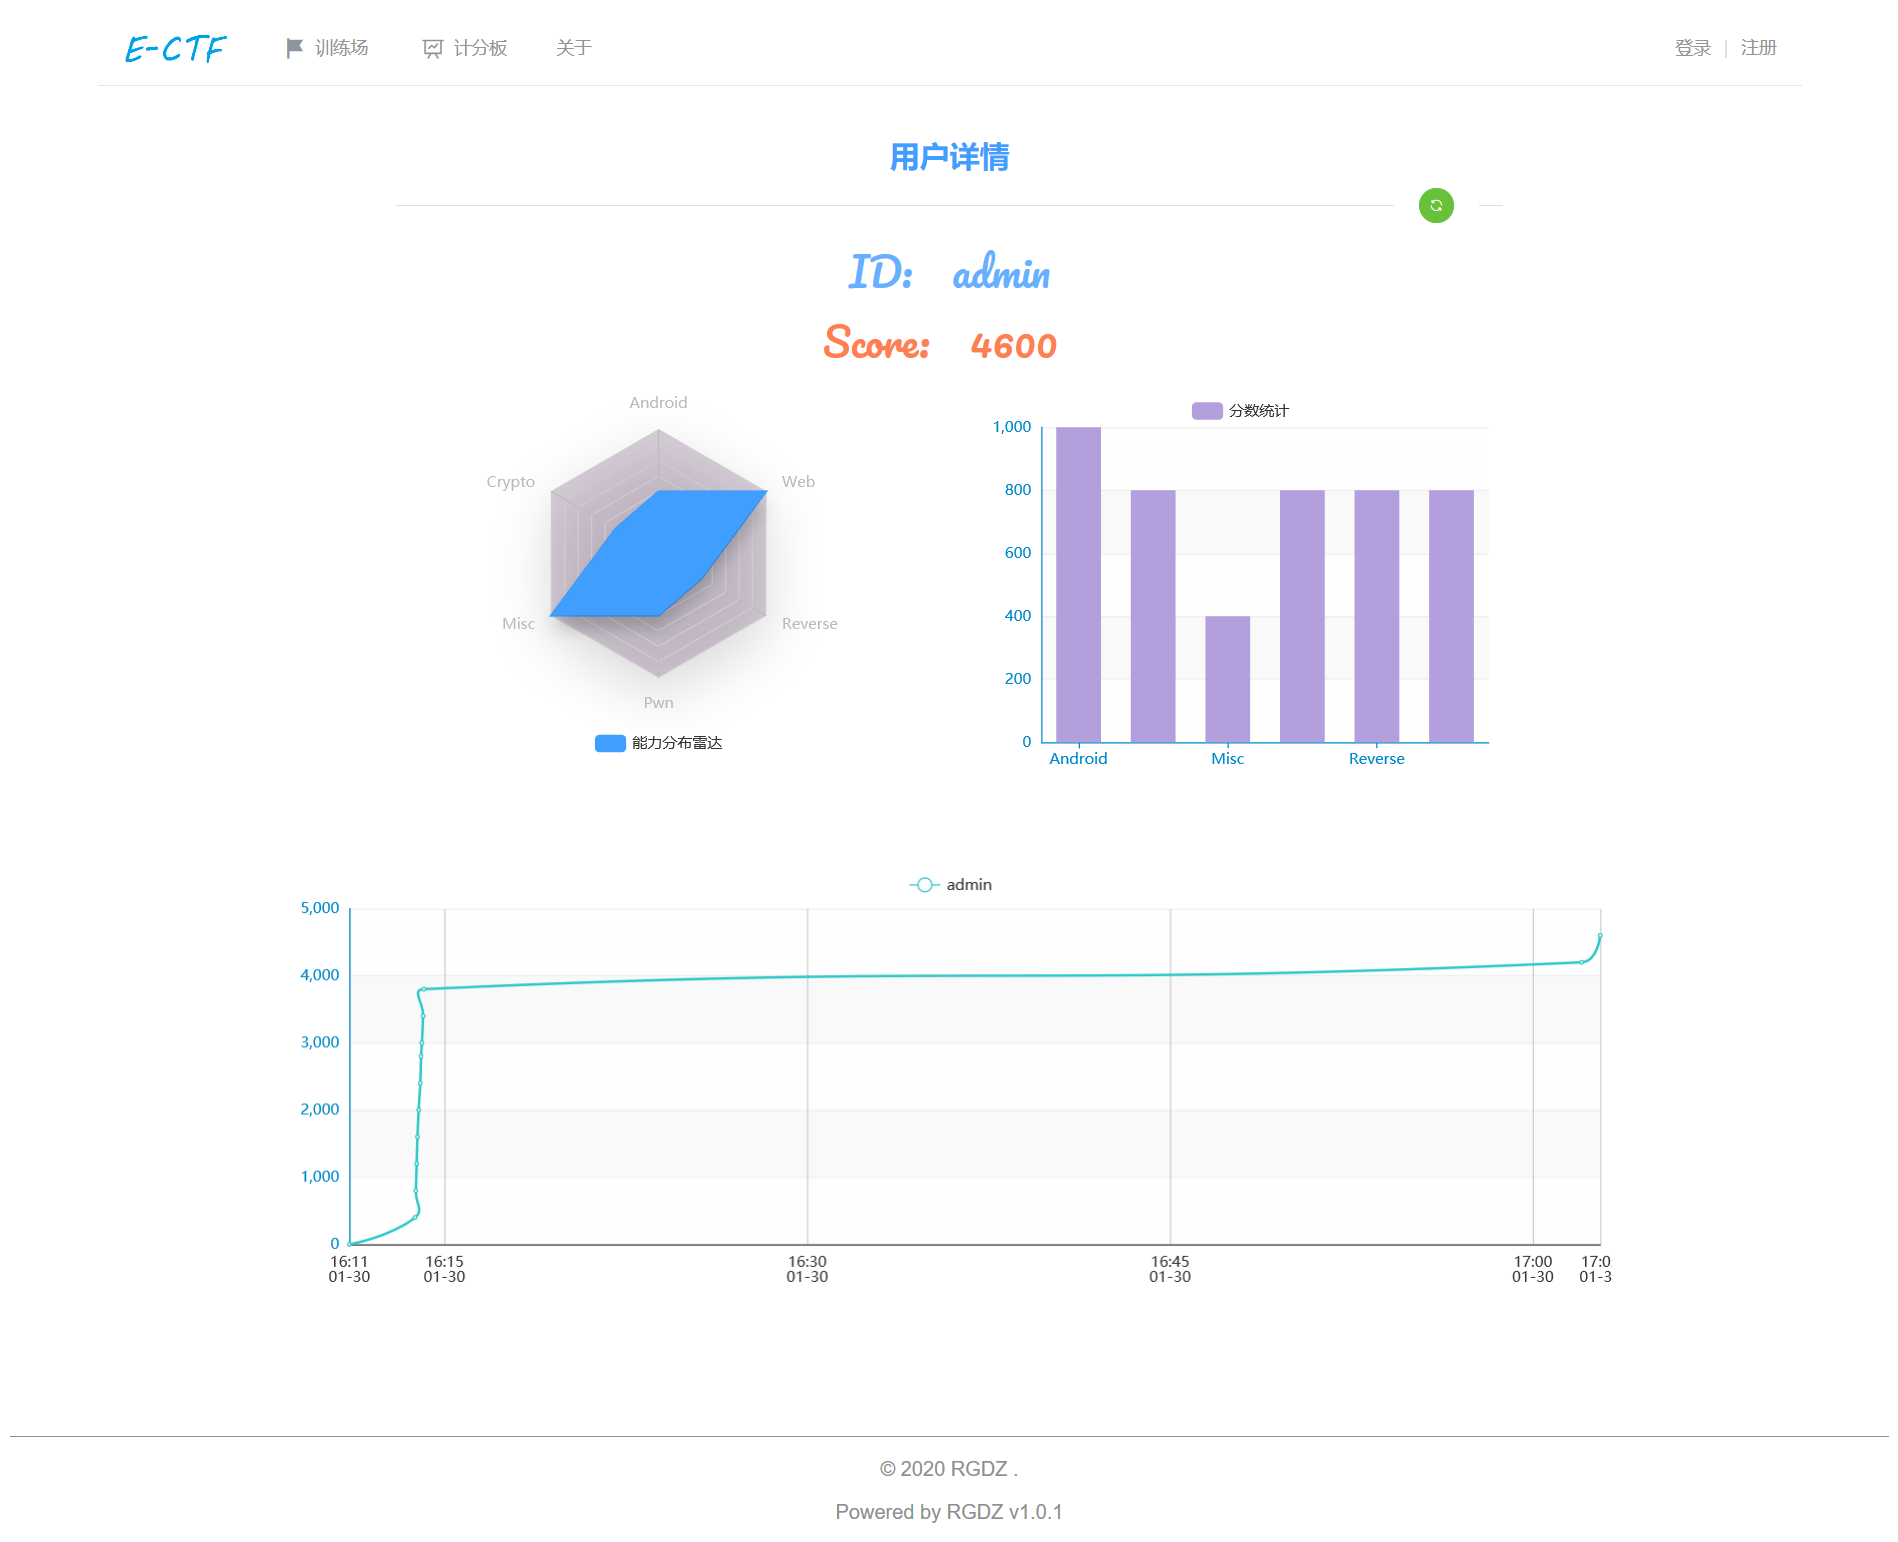 E-CTF 训练场 计分板 关于 登录 | 注册
用户详情
ID: admin
Score: 4600
Android
Crypto
Web
Misc
Reverse
Pwn
能力分布雷达
分数统计
1,000
800
600
400
200
0
Android Misc Reverse
admin
5,000
4,000
3,000
2,000
1,000
0
16:11 16:15 16:30 16:45 17:00 17:0
01-30 01-30 01-30 01-30 01-30 01-3
© 2020 RGDZ .
Powered by RGDZ v1.0.1